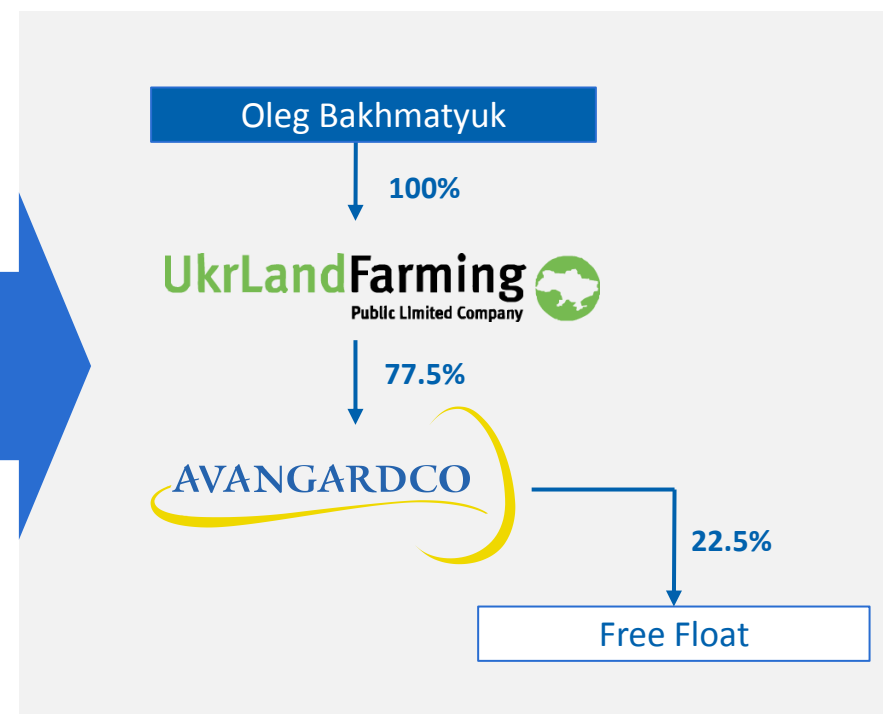 Oleg Bakhmatyuk
100%
UkrLandFarming
Public Limited Company
77.5%
AVANGARDCO
22.5%
Free Float